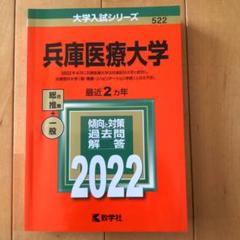 大学入試シリーズ
522
兵庫医療大学
最近2ヵ年
総合
推薦
+
一般
傾向と対策
過去問
解答
2022
教学社